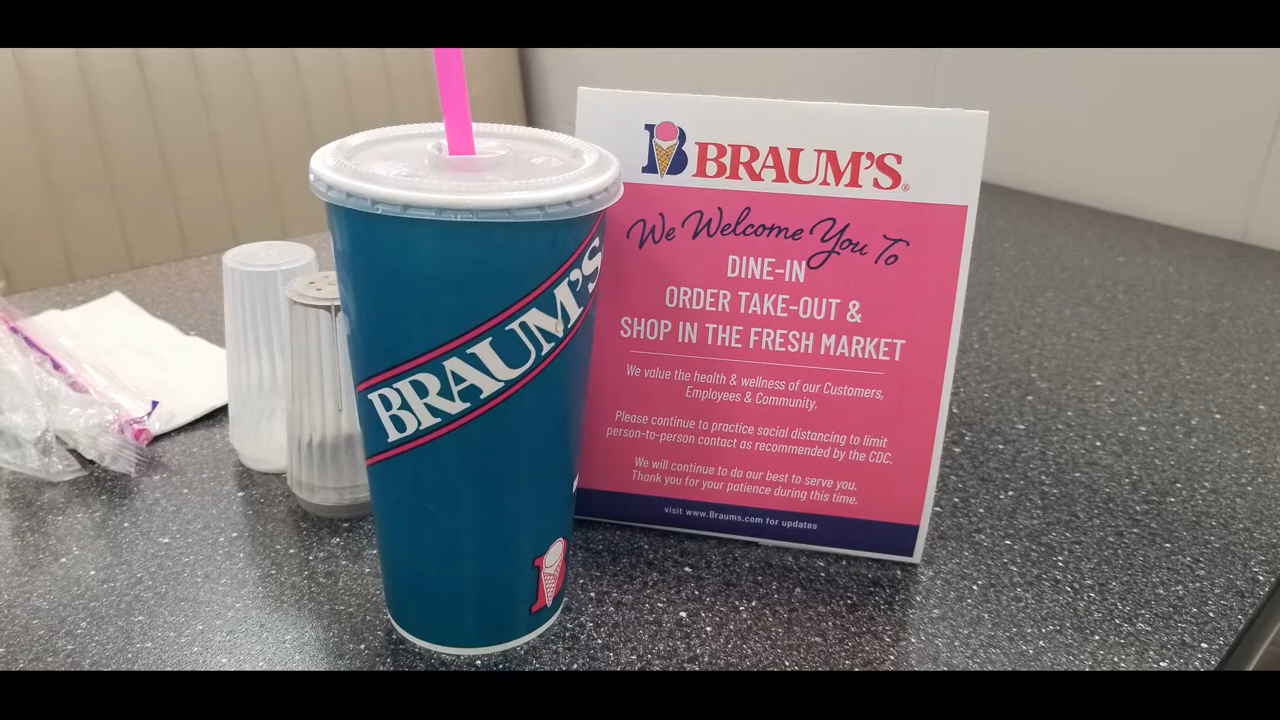 BRAUM'S
B BRAUM'S®
We Welcome You To
DINE-IN
ORDER TAKE-OUT &
SHOP IN THE FRESH MARKET
We value the health & wellness of our Customers,
Employees & Community.
Please continue to practice social distancing to limit
person-to-person contact as recommended by the CDC.
We will continue to do our best to serve you.
Thank you for your patience during this time.
visit www.Braums.com for updates